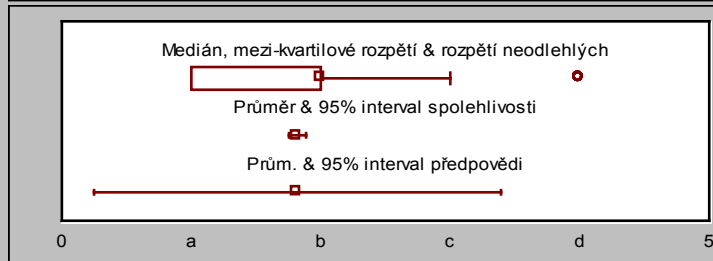 Medián, mezi-kvartilové rozpětí & rozpětí neodlehlých
Průměr & 95% interval spolehlivosti
Prům. & 95% interval předpovědi
0 a b c d 5